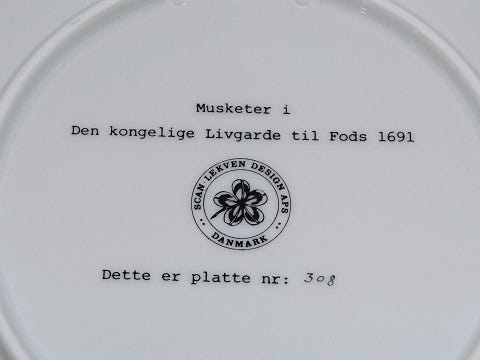 Musketer i
Den kongelige Livgarde til Fods 1691
SCAN·LEKVEN DESIGN APS
DANMARK
Dette er platte nr: 308